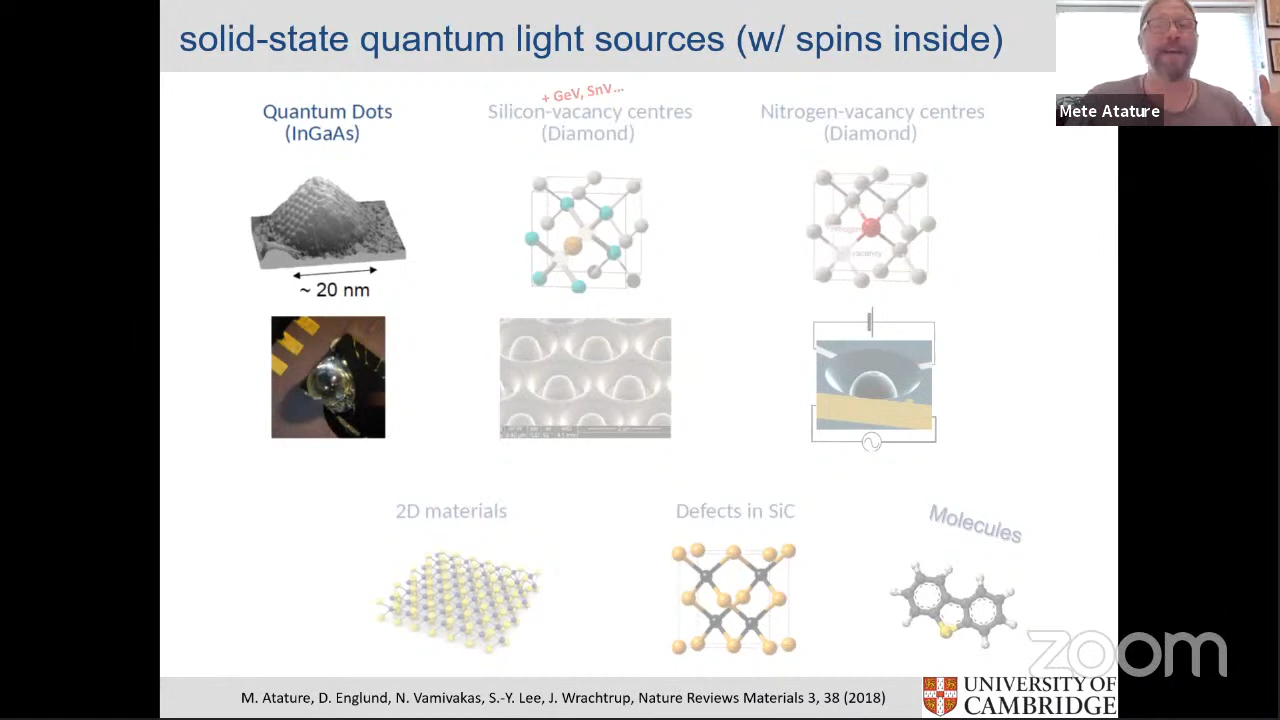 solid-state quantum light sources (w/ spins inside)
Mete Atature
+ GeV, SnV...
Quantum Dots
(InGaAs)
Silicon-vacancy centres
(Diamond)
Nitrogen-vacancy centres
(Diamond)
nitrogen
vacancy
~ 20 nm
2D materials
Defects in SiC
Molecules
zoom
M. Atature, D. Englund, N. Vamivakas, S.-Y. Lee, J. Wrachtrup, Nature Reviews Materials 3, 38 (2018)
UNIVERSITY OF
CAMBRIDGE